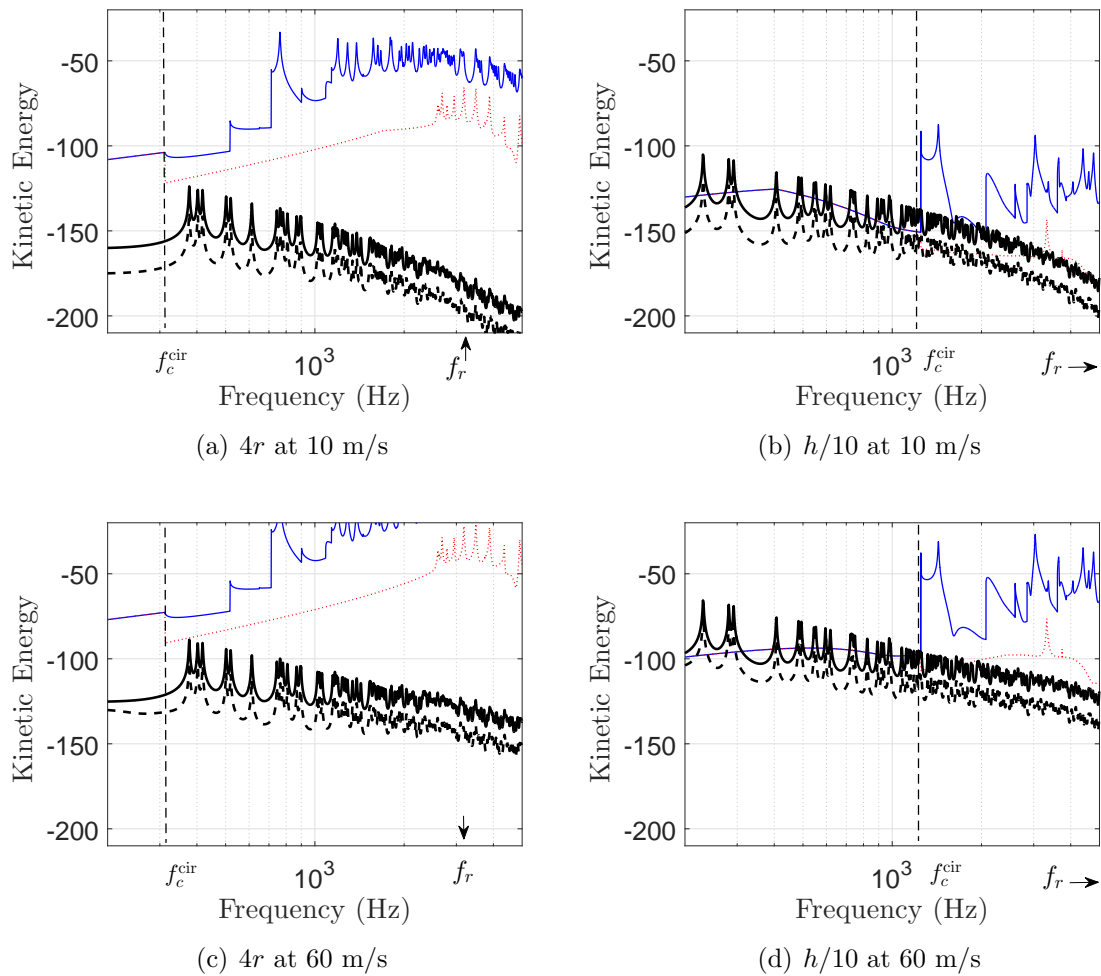 Kinetic Energy
-50
-100
-150
-200
f_c^cir
10^3
f_r
Frequency (Hz)
(a) 4r at 10 m/s
Kinetic Energy
-50
-100
-150
-200
10^3
f_c^cir
f_r
Frequency (Hz)
(b) h/10 at 10 m/s
Kinetic Energy
-50
-100
-150
-200
f_c^cir
10^3
f_r
Frequency (Hz)
(c) 4r at 60 m/s
Kinetic Energy
-50
-100
-150
-200
10^3
f_c^cir
f_r
Frequency (Hz)
(d) h/10 at 60 m/s